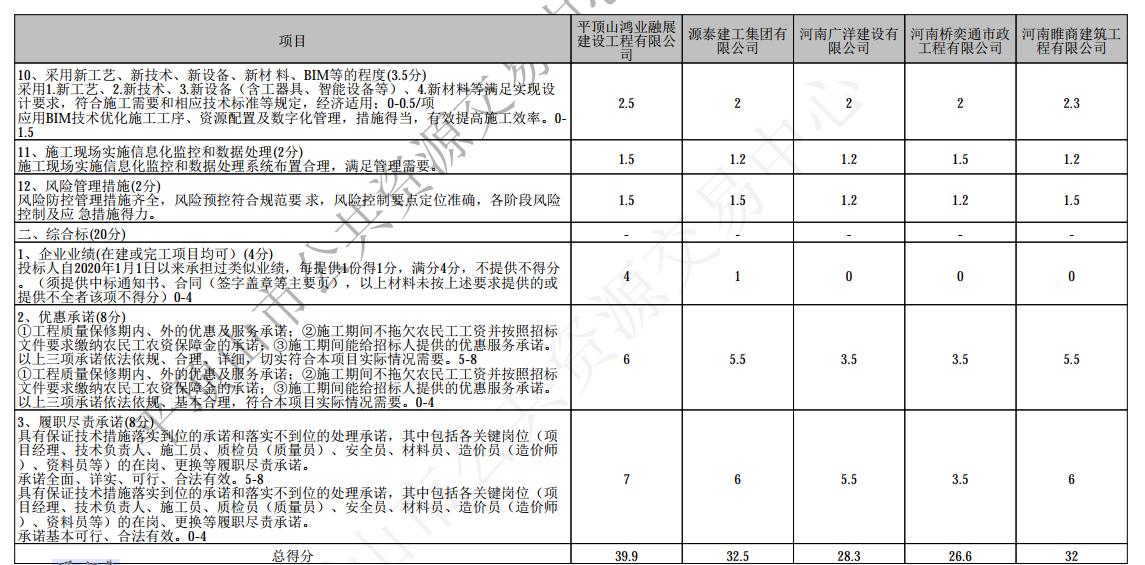 项目 平顶山鸿业融展建设工程有限公司 源泰建工集团有限公司 河南广洋建设有限公司 河南桥奕通市政工程有限公司 河南睢商建筑工程有限公司
10、采用新工艺、新技术、新设备、新材 料、BIM等的程度(3.5分)
采用1.新工艺、2.新技术、3.新设备（含工器具、智能设备等）、4.新材料等满足实现设
计要求，符合施工需要和相应技术标准等规定，经济适用；0-0.5/项
应用BIM技术优化施工工序、资源配置及数字化管理，措施得当，有效提高施工效率。0-
1.5
2.5 2 2 2 2.3
11、施工现场实施信息化监控和数据处理(2分)
施工现场实施信息化监控和数据处理系统布置合理，满足管理需要。
1.5 1.2 1.2 1.5 1.2
12、风险管理措施(2分)
风险防控管理措施齐全，风险预控符合规范要 求，风险控制要点定位准确，各阶段风险
控制及应 急措施得力。
1.5 1.5 1.2 1.2 1.5
二、综合标(20分) - - - - -
1、企业业绩(在建或完工项目均可）(4分)
投标人自2020年1月1日以来承担过类似业绩，每提供1份得1分，满分4分，不提供不得分
。（须提供中标通知书、合同（签字盖章等主要页），以上材料未按上述要求提供的或
提供不全者该项不得分）0-4
4 1 0 0 0
2、优惠承诺(8分)
①工程质量保修期内、外的优惠及服务承诺；②施工期间不拖欠农民工工资并按照招标
文件要求缴纳农民工农资保障金的承诺；③施工期间能给招标人提供的优惠服务承诺。
以上三项承诺依法依规、合理、详细，切实符合本项目实际情况需要。5-8
①工程质量保修期内、外的优惠及服务承诺；②施工期间不拖欠农民工工资并按照招标
文件要求缴纳农民工农资保障金的承诺；③施工期间能给招标人提供的优惠服务承诺。
以上三项承诺依法依规、基本合理，符合本项目实际情况需要。0-4
6 5.5 3.5 3.5 5.5
3、履职尽责承诺(8分)
具有保证技术措施落实到位的承诺和落实不到位的处理承诺，其中包括各关键岗位（项
目经理、技术负责人、施工员、质检员（质量员）、安全员、材料员、造价员（造价师
）、资料员等）的在岗、更换等履职尽责承诺。
承诺全面、详实、可行、合法有效。5-8
具有保证技术措施落实到位的承诺和落实不到位的处理承诺，其中包括各关键岗位（项
目经理、技术负责人、施工员、质检员（质量员）、安全员、材料员、造价员（造价师
）、资料员等）的在岗、更换等履职尽责承诺。
承诺基本可行、合法有效。0-4
7 6 5.5 3.5 6
总得分 39.9 32.5 28.3 26.6 32
平顶山市公共资源交易中心
山市公共资源交易中心